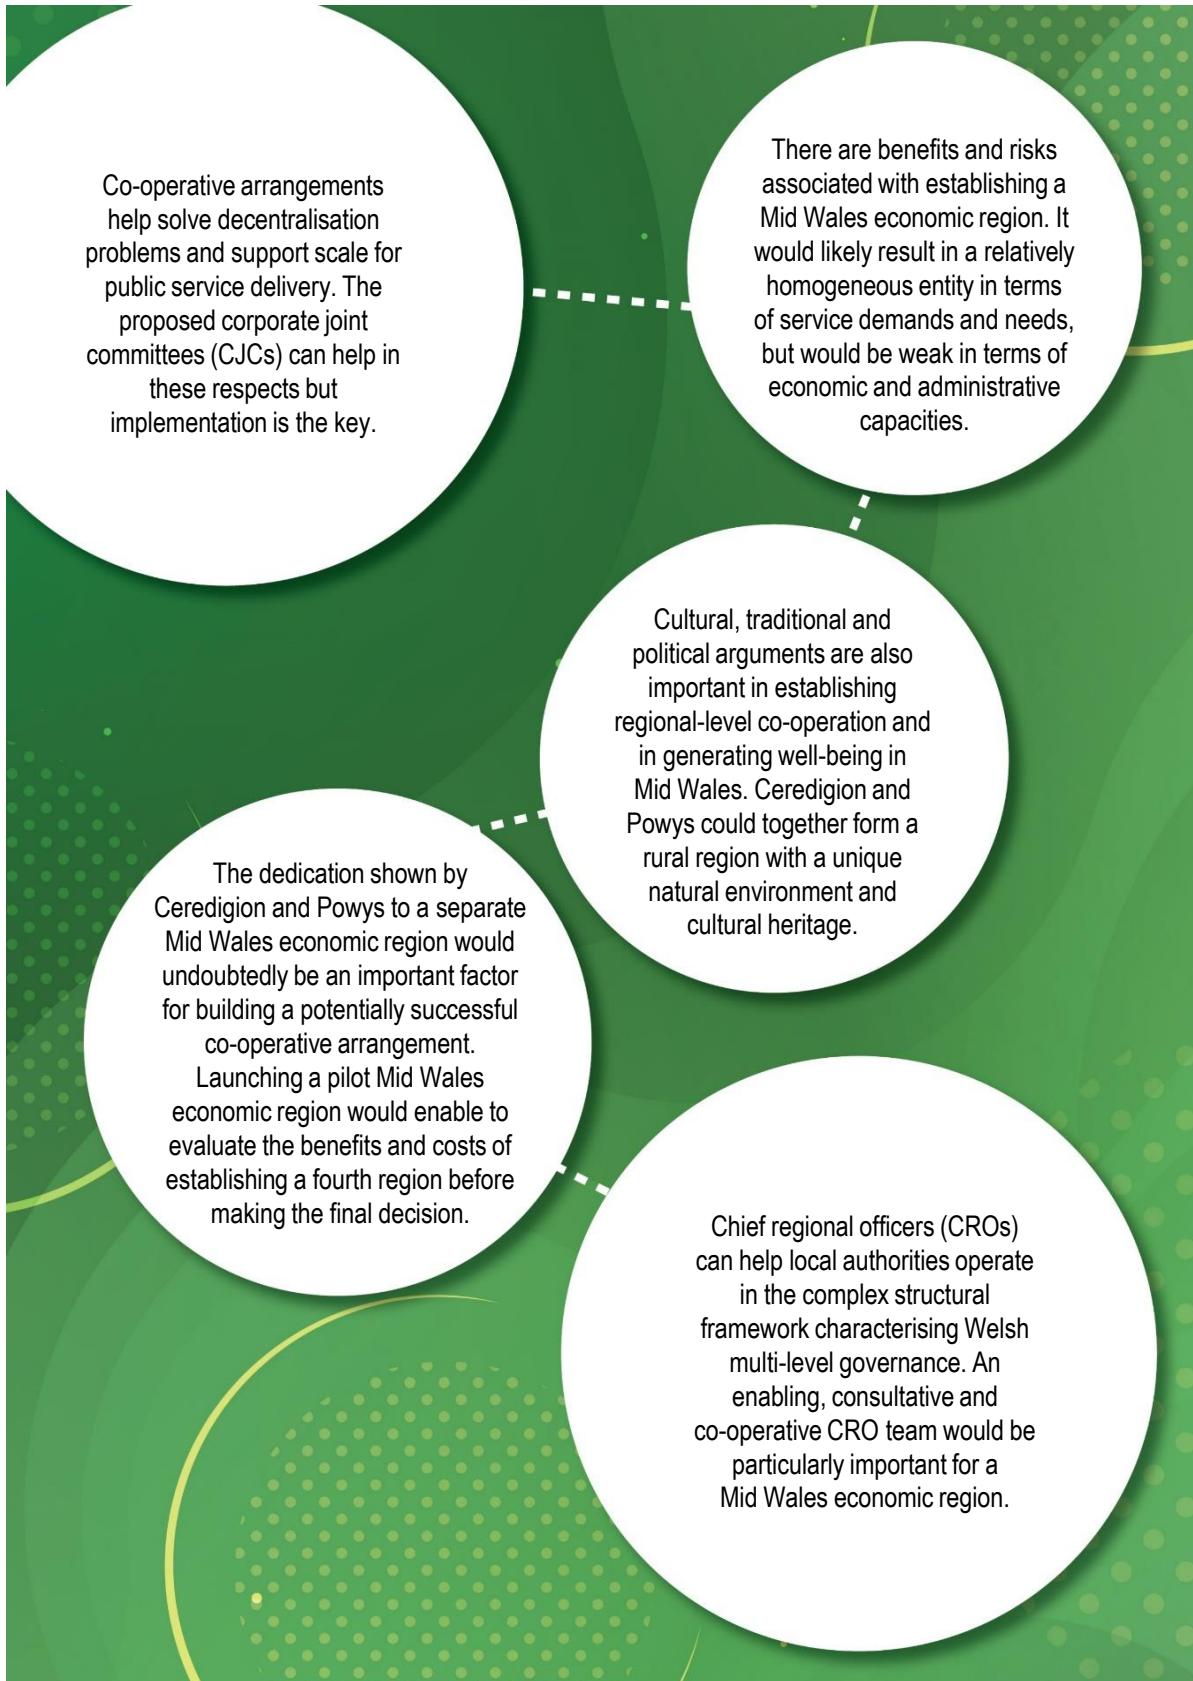 Co-operative arrangements
help solve decentralisation
problems and support scale for
public service delivery. The
proposed corporate joint
committees (CJCs) can help in
these respects but
implementation is the key.
There are benefits and risks
associated with establishing a
Mid Wales economic region. It
would likely result in a relatively
homogeneous entity in terms
of service demands and needs,
but would be weak in terms of
economic and administrative
capacities.
Cultural, traditional and
political arguments are also
important in establishing
regional-level co-operation and
in generating well-being in
Mid Wales. Ceredigion and
Powys could together form a
rural region with a unique
natural environment and
cultural heritage.
The dedication shown by
Ceredigion and Powys to a separate
Mid Wales economic region would
undoubtedly be an important factor
for building a potentially successful
co-operative arrangement.
Launching a pilot Mid Wales
economic region would enable to
evaluate the benefits and costs of
establishing a fourth region before
making the final decision.
Chief regional officers (CROs)
can help local authorities operate
in the complex structural
framework characterising Welsh
multi-level governance. An
enabling, consultative and
co-operative CRO team would be
particularly important for a
Mid Wales economic region.